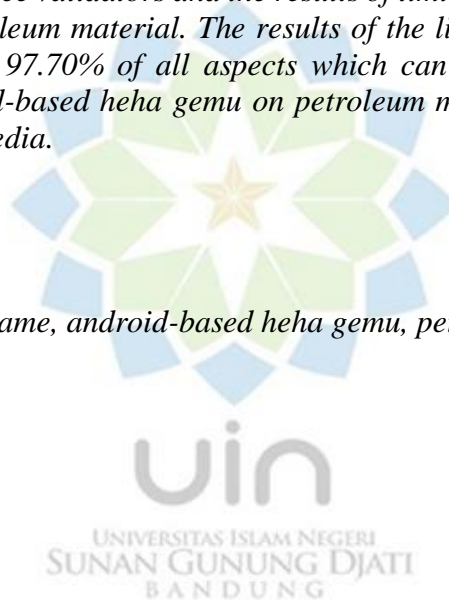 leum material. The results of the li
97.70% of all aspects which can
d-based heha gemu on petroleum m
edia.
ame, android-based heha gemu, pe
uin
UNIVERSITAS ISLAM NEGERI
SUNAN GUNUNG DJATI
BANDUNG